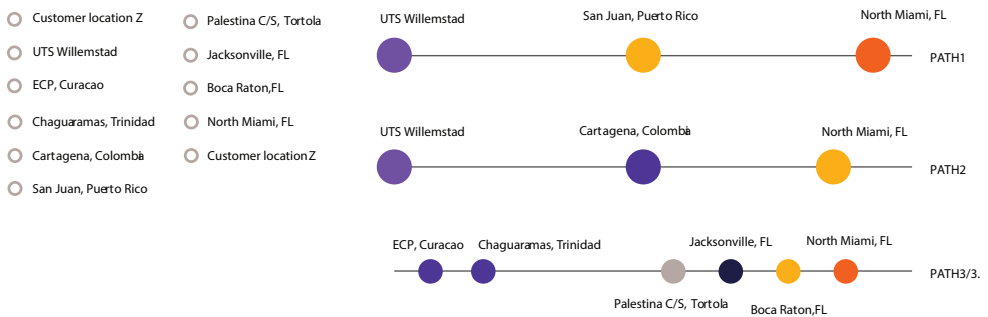 Customer location Z
UTS Willemstad
ECP, Curacao
Chaguaramas, Trinidad
Cartagena, Colombia
San Juan, Puerto Rico
Palestina C/S, Tortola
Jacksonville, FL
Boca Raton,FL
North Miami, FL
Customer location Z
UTS Willemstad
San Juan, Puerto Rico
North Miami, FL
PATH1
UTS Willemstad
Cartagena, Colombia
North Miami, FL
PATH2
ECP, Curacao
Chaguaramas, Trinidad
Jacksonville, FL
North Miami, FL
PATH3/3.
Palestina C/S, Tortola
Boca Raton,FL